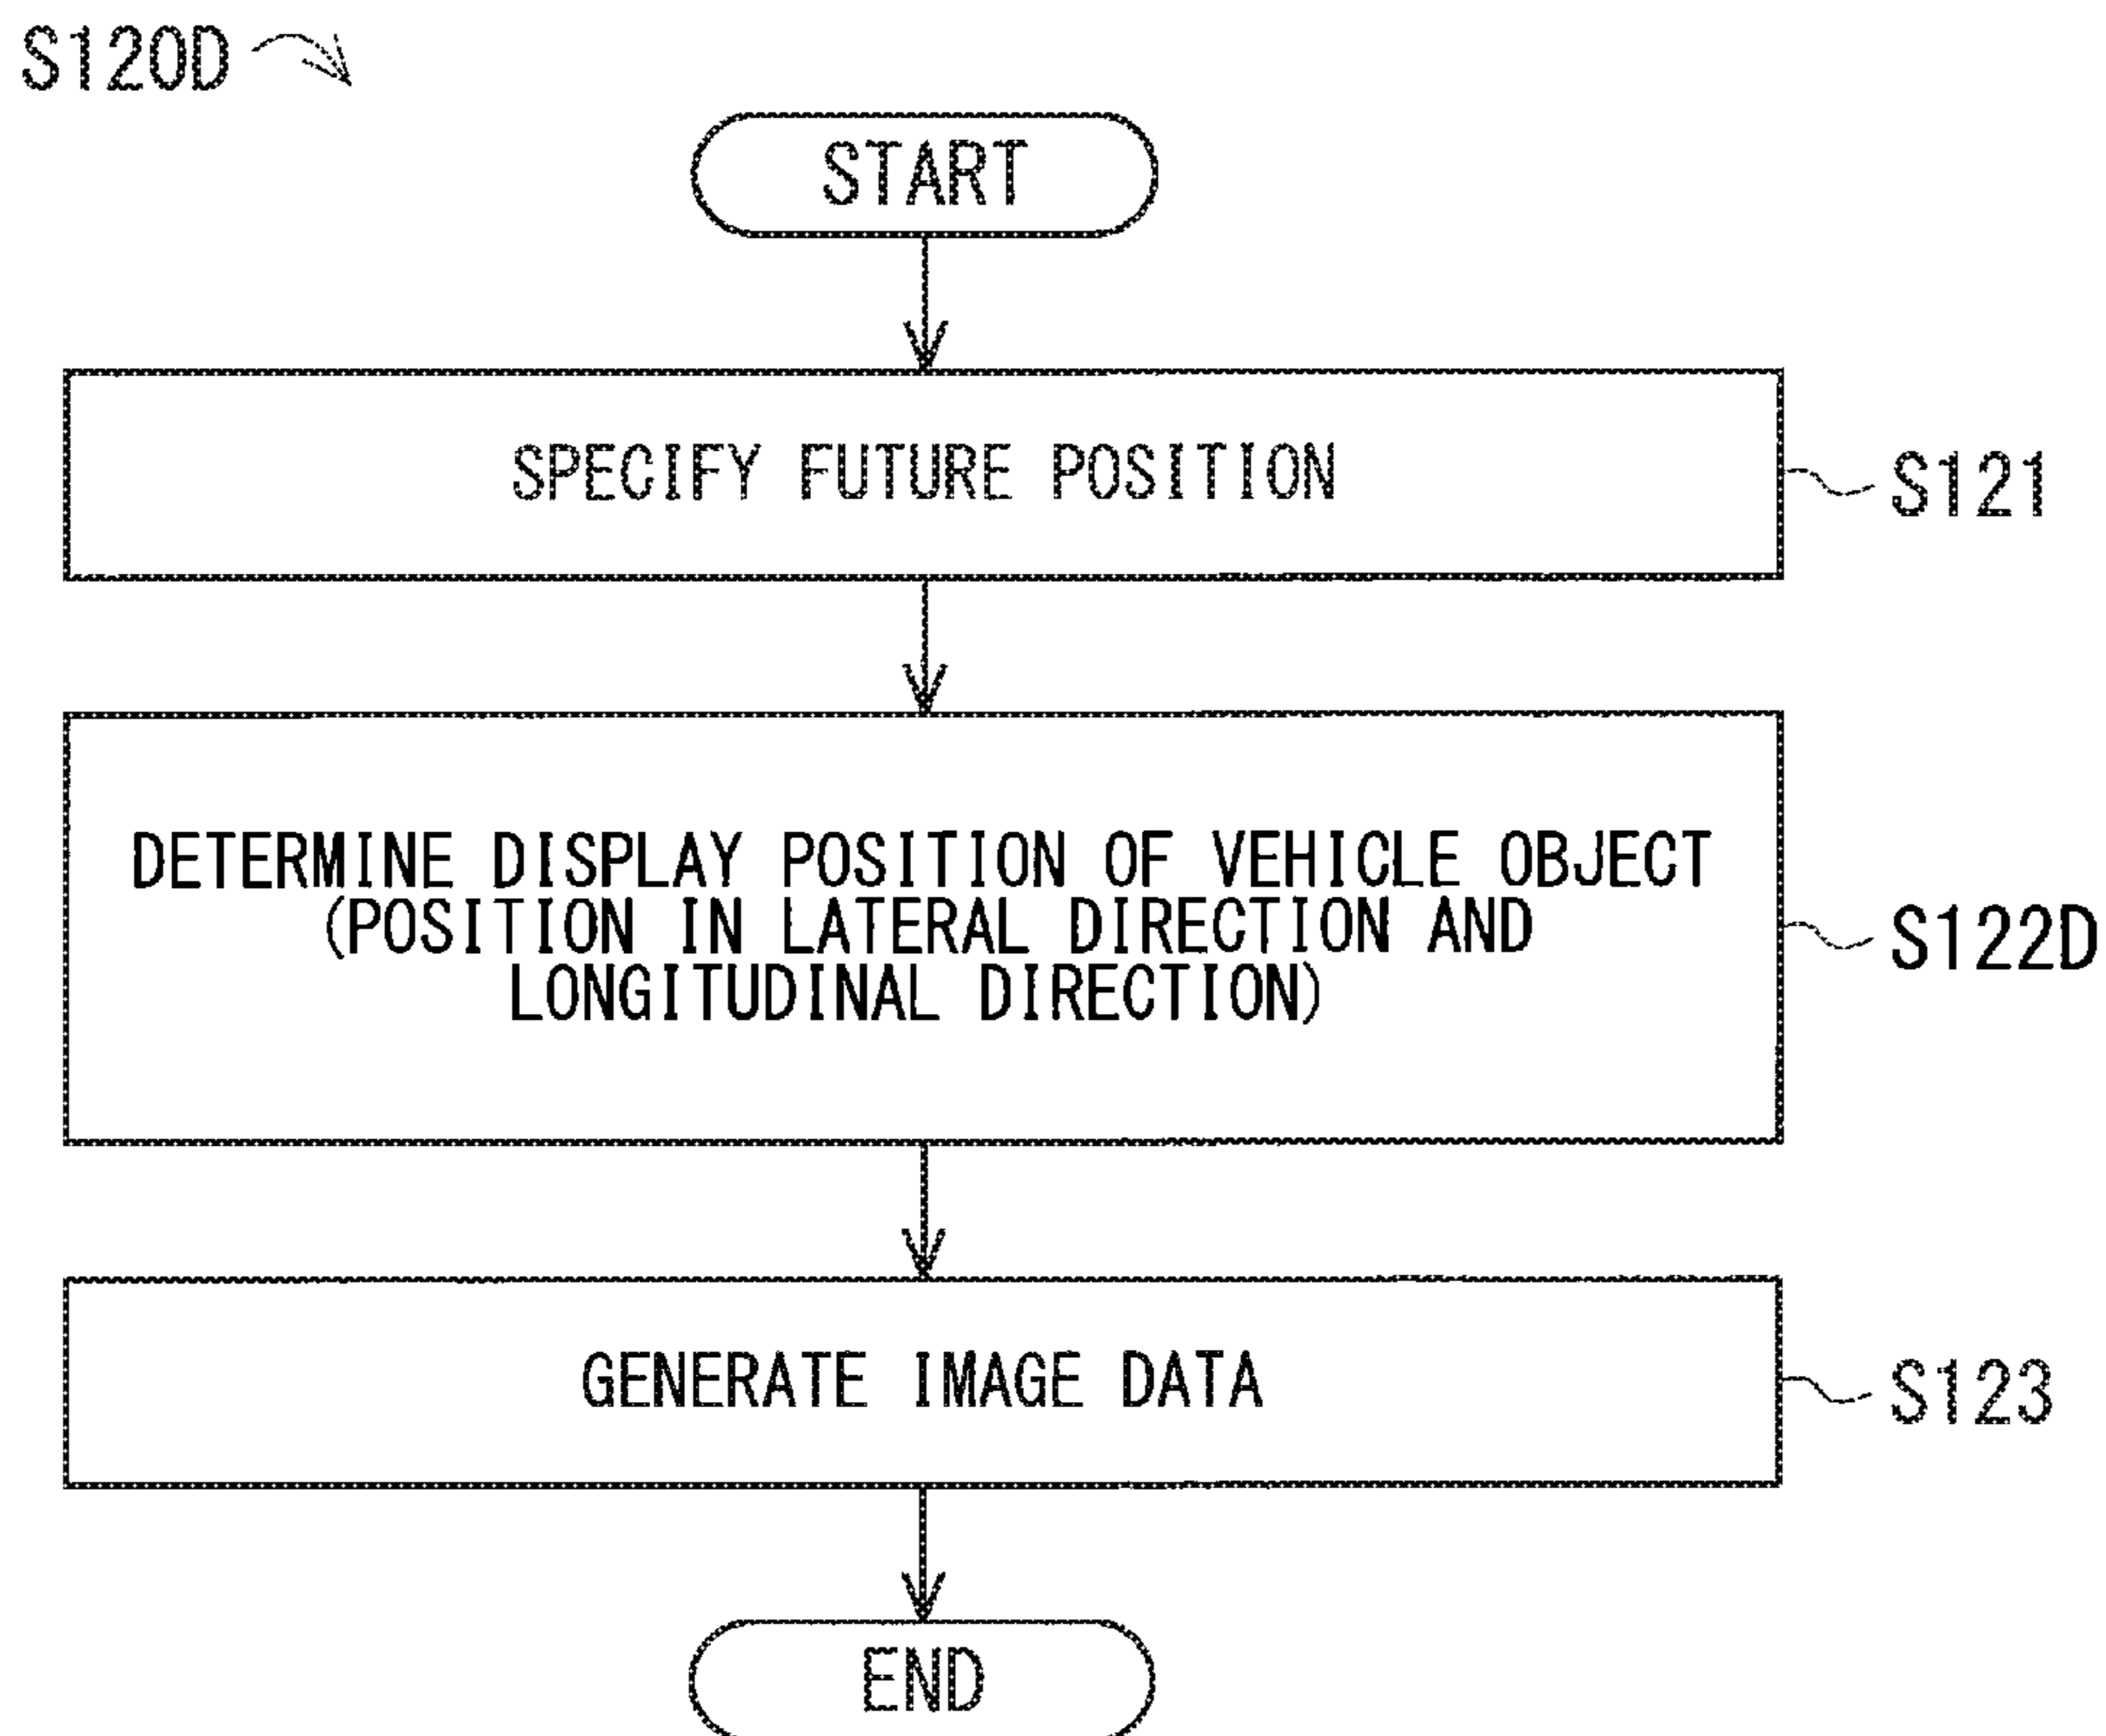 S120D
START
SPECIFY FUTURE POSITION
S121
DETERMINE DISPLAY POSITION OF VEHICLE OBJECT
(POSITION IN LATERAL DIRECTION AND
LONGITUDINAL DIRECTION)
S122D
GENERATE IMAGE DATA
S123
END